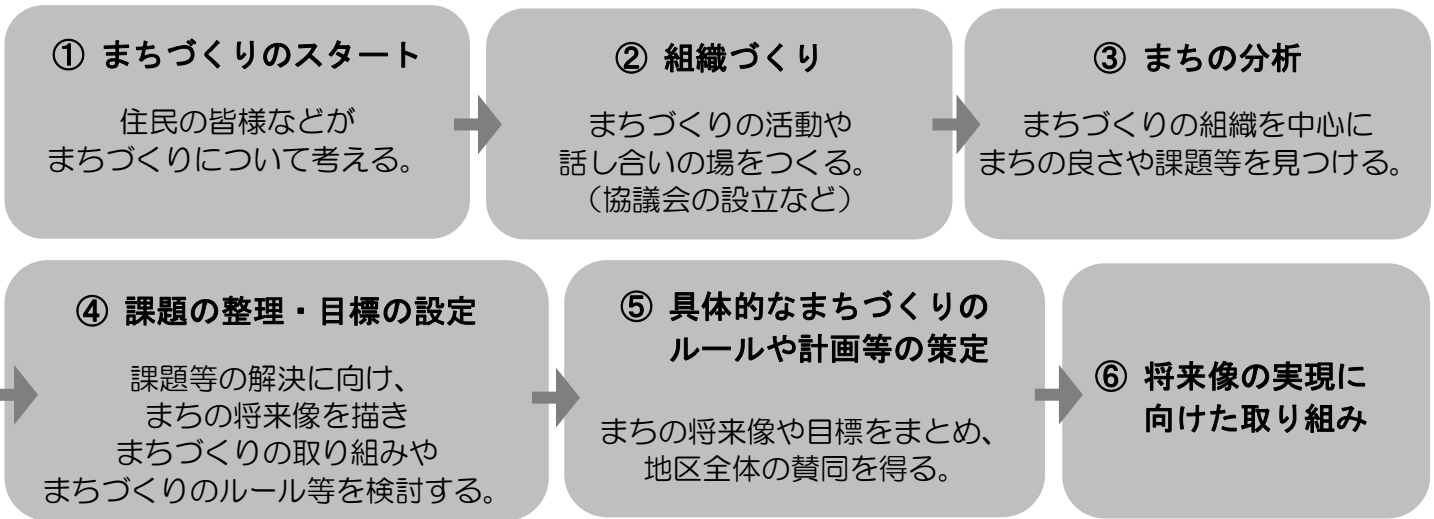 ① まちづくりのスタート
住民の皆様などが
まちづくりについて考える。
② 組織づくり
まちづくりの活動や
話し合いの場をつくる。
（協議会の設立など）
③ まちの分析
まちづくりの組織を中心に
まちの良さや課題等を見つける。
④ 課題の整理・目標の設定
課題等の解決に向け、
まちの将来像を描き
まちづくりの取り組みや
まちづくりのルール等を検討する。
⑤ 具体的なまちづくりの
ルールや計画等の策定
まちの将来像や目標をまとめ、
地区全体の賛同を得る。
⑥ 将来像の実現に
向けた取り組み